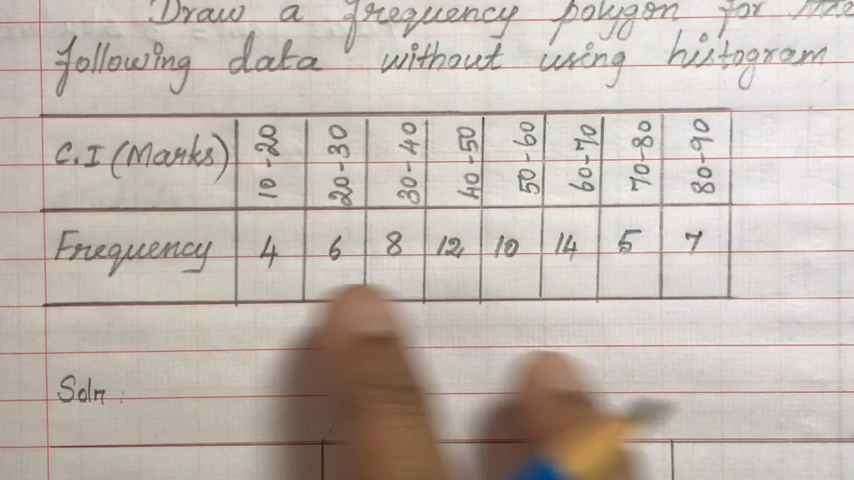 Draw a frequency polygon for the
following data without using histogram
C.I (Marks) 10-20 20-30 30-40 40-50 50-60 60-70 70-80 80-90
Frequency 4 6 8 12 10 14 5 7
Soln: